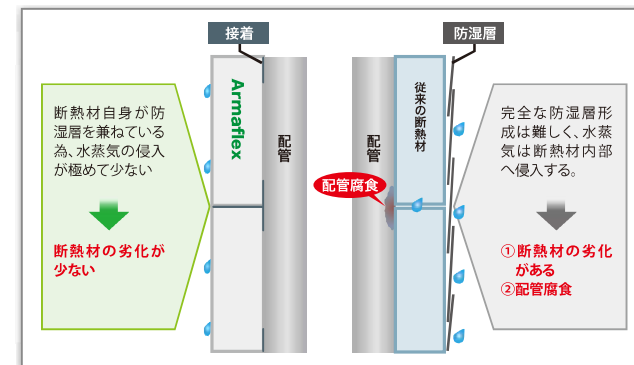 接着
防湿層
断熱材自身が防
湿層を兼ねている
為、水蒸気の侵入
が極めて少ない
断熱材の劣化が
少ない
Armaflex
配管
配管
配管腐食
従来の断熱材
完全な防湿層形
成は難しく、水蒸
気は断熱材内部
へ侵入する。
①断熱材の劣化
がある
②配管腐食